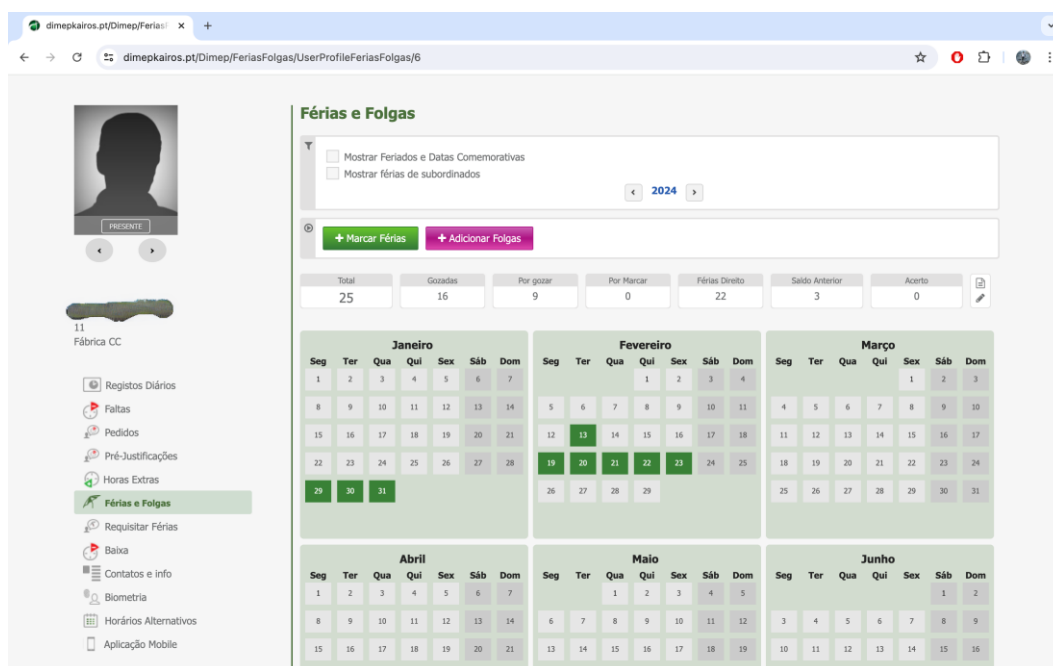 dimepkairos.pt/Dimep/Ferias
dimepkairos.pt/Dimep/FeriasFolgas/UserProfileFeriasFolgas/6
PRESENTE
11
Fábrica CC
Registos Diários
Faltas
Pedidos
Pré-Justificações
Horas Extras
Férias e Folgas
Requisitar Férias
Baixa
Contatos e info
Biometria
Horários Alternativos
Aplicação Mobile
Férias e Folgas
Mostrar Feriados e Datas Comemorativas
Mostrar férias de subordinados
< 2024 >
+ Marcar Férias + Adicionar Folgas
Total Gozadas Por gozar Por Marcar Férias Direito Saldo Anterior Acerto
25 16 9 0 22 3 0
Janeiro
Seg Ter Qua Qui Sex Sáb Dom
1 2 3 4 5 6 7
8 9 10 11 12 13 14
15 16 17 18 19 20 21
22 23 24 25 26 27 28
29 30 31
Fevereiro
Seg Ter Qua Qui Sex Sáb Dom
1 2 3 4
5 6 7 8 9 10 11
12 13 14 15 16 17 18
19 20 21 22 23 24 25
26 27 28 29
Março
Seg Ter Qua Qui Sex Sáb Dom
1 2 3
4 5 6 7 8 9 10
11 12 13 14 15 16 17
18 19 20 21 22 23 24
25 26 27 28 29 30 31
Abril
Seg Ter Qua Qui Sex Sáb Dom
1 2 3 4 5 6 7
8 9 10 11 12 13 14
15 16 17 18 19 20 21
Maio
Seg Ter Qua Qui Sex Sáb Dom
1 2 3 4 5
6 7 8 9 10 11 12
13 14 15 16 17 18 19
Junho
Seg Ter Qua Qui Sex Sáb Dom
1 2
3 4 5 6 7 8 9
10 11 12 13 14 15 16